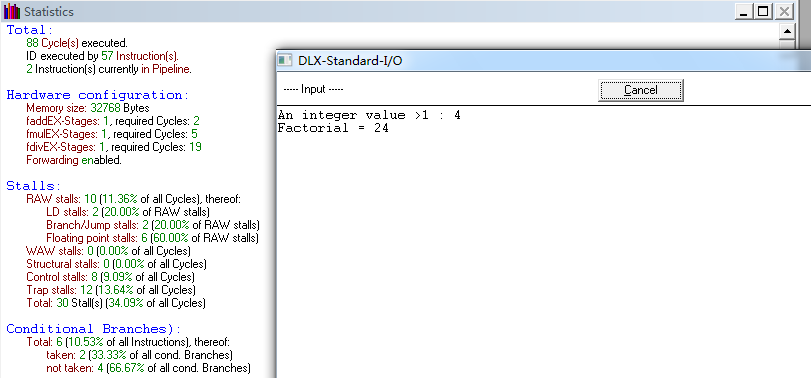 Statistics
Total:
88 Cycle(s) executed.
ID executed by 57 Instruction(s).
2 Instruction(s) currently in Pipeline.
Hardware configuration:
Memory size: 32768 Bytes
faddEX-Stages: 1, required Cycles: 2
fmulEX-Stages: 1, required Cycles: 5
fdivEX-Stages: 1, required Cycles: 19
Forwarding enabled.
Stalls:
RAW stalls: 10 (11.36% of all Cycles), thereof:
LD stalls: 2 (20.00% of RAW stalls)
Branch/Jump stalls: 2 (20.00% of RAW stalls)
Floating point stalls: 6 (60.00% of RAW stalls)
WAW stalls: 0 (0.00% of all Cycles)
Structural stalls: 0 (0.00% of all Cycles)
Control stalls: 8 (9.09% of all Cycles)
Trap stalls: 12 (13.64% of all Cycles)
Total: 30 Stall(s) (34.09% of all Cycles)
Conditional Branches):
Total: 6 (10.53% of all Instructions), thereof:
taken: 2 (33.33% of all cond. Branches)
not taken: 4 (66.67% of all cond. Branches)
DLX-Standard-I/O
----- Input -----
Cancel
An integer value >1 : 4
Factorial = 24